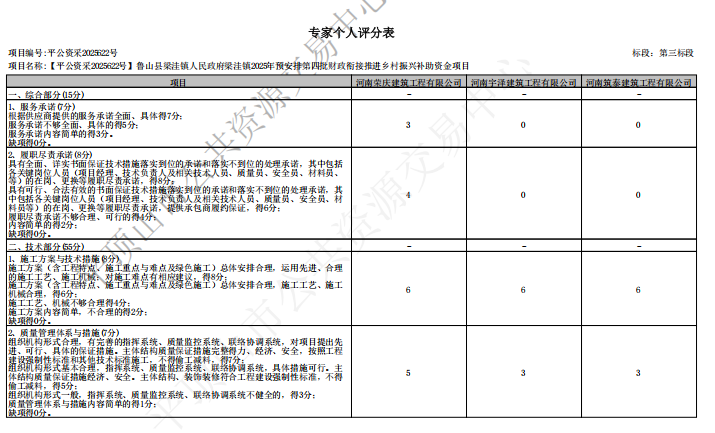 专家个人评分表
项目编号:平公资采2025622号
标段：第三标段
项目名称:【平公资采2025622号】鲁山县梁洼镇人民政府梁洼镇2025年预安排第四批财政衔接推进乡村振兴补助资金项目
项目 河南荣庆建筑工程有限公司 河南宇泽建筑工程有限公司 河南筑泰建筑工程有限公司
一、综合部分(15分) - - -
1、服务承诺(7分)
根据供应商提供的服务承诺全面、具体得7分;
服务承诺不够全面、具体的得5分;
服务承诺内容简单的得3分。
缺项得0分。
3 0 0
2、履职尽责承诺(8分)
具有全面、详实书面保证技术措施落实到位的承诺和落实不到位的处理承诺，其中包括
各关键岗位人员（项目经理、技术负责人及相关技术人员、质量员、安全员、材料员、
等）的在岗、更换等履职尽责承诺，得8分;
具有可行、合法有效的书面保证技术措施落实到位的承诺和落实不到位的处理承诺，其
中包括各关键岗位人员（项目经理、技术负责人及相关技术人员、质量员、安全员、材
料员等）的在岗、更换等履职尽责承诺，提供承包商履约保证，得6分;
履职尽责承诺不够合理、可行的得4分;
内容简单的得2分;
缺项得0分。
4 0 0
二、技术部分(55分) - - -
1、施工方案与技术措施(8分)
施工方案（含工程特点、施工重点与难点及绿色施工）总体安排合理，运用先进、合理
的施工工艺、施工机械；对施工难点有相应建议，得8分;
施工方案（含工程特点、施工重点与难点及绿色施工）总体安排合理，施工工艺、施工
机械合理，得6分;
施工工艺、机械不够合理得4分;
施工方案内容简单，不合理的得2分;
缺项得0分。
6 6 6
2、质量管理体系与措施(7分)
组织机构形式合理，有完善的指挥系统、质量监控系统、联络协调系统，对项目提出先
进、可行、具体的保证措施。主体结构质量保证措施完整得力、经济、安全，按照工程
建设强制性标准和其他技术标准施工，不得偷工减料，得7分;
组织机构形式基本合理，指挥系统、质量监控系统、联络协调系统，具体措施可行。主
体结构质量保证措施经济、安全。主体结构、装饰装修符合工程建设强制性标准，不得
偷工减料，得5分;
组织机构形式一般，指挥系统、质量监控系统、联络协调系统不健全的，得3分;
质量管理体系与措施内容简单的得1分;
缺项得0分。
5 3 3